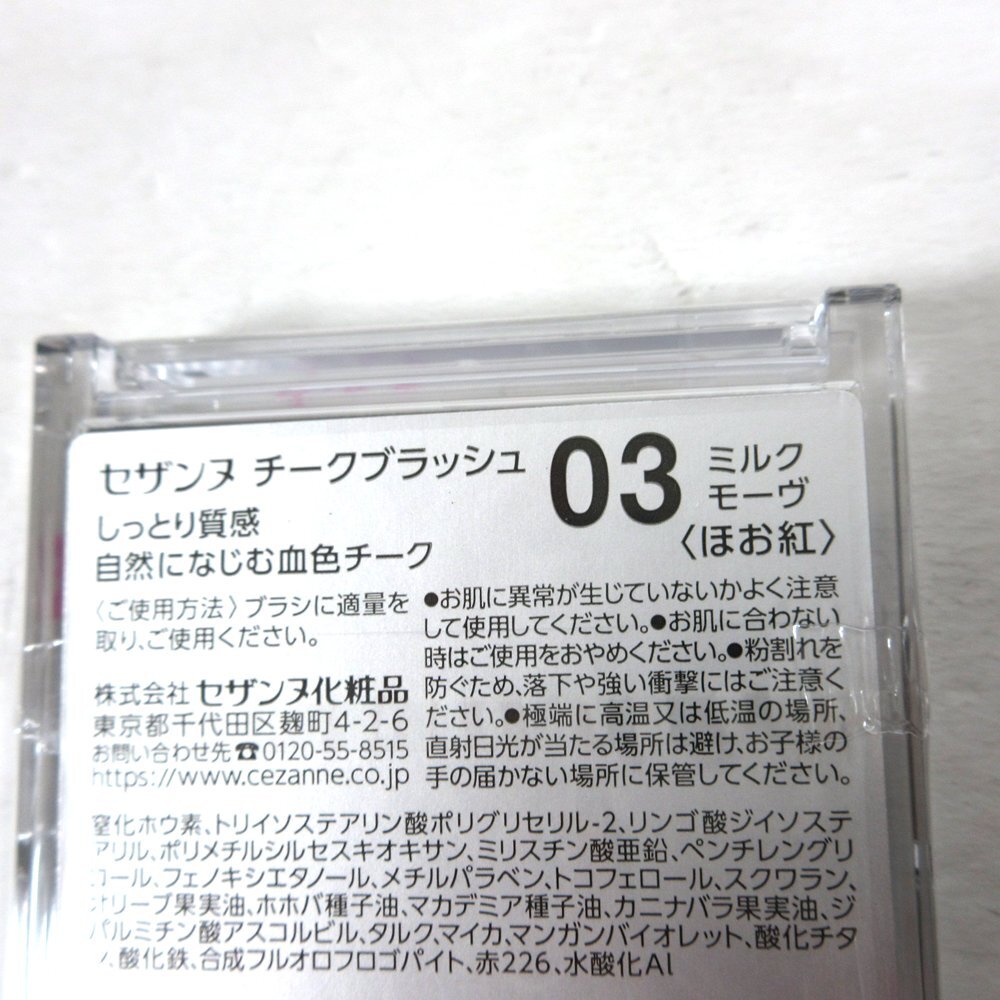 セザンヌ チークブラッシュ
03 ミルク
モーヴ
〈ほお紅〉
しっとり質感
自然になじむ血色チーク
〈ご使用方法〉ブラシに適量を
取り、ご使用ください。
株式会社 セザンヌ化粧品
東京都千代田区麹町4-2-6
お問い合わせ先☎0120-55-8515
https://www.cezanne.co.jp
●お肌に異常が生じていないかよく注意
して使用してください。●お肌に合わない
時はご使用をおやめください。●粉割れを
防ぐため、落下や強い衝撃にはご注意く
ださい。●極端に高温又は低温の場所、
直射日光が当たる場所は避け、お子様の
手の届かない場所に保管してください。
窒化ホウ素、トリイソステアリン酸ポリグリセリル-2、リンゴ酸ジイソステ
アリル、ポリメチルシルセスキオキサン、ミリスチン酸亜鉛、ペンチレングリ
コール、フェノキシエタノール、メチルパラベン、トコフェロール、スクワラン、
オリーブ果実油、ホホバ種子油、マカデミア種子油、カニナバラ果実油、ジ
パルミチン酸アスコルビル、タルク、マイカ、マンガンバイオレット、酸化チタ
ン、酸化鉄、合成フルオロフロゴパイト、赤226、水酸化Al